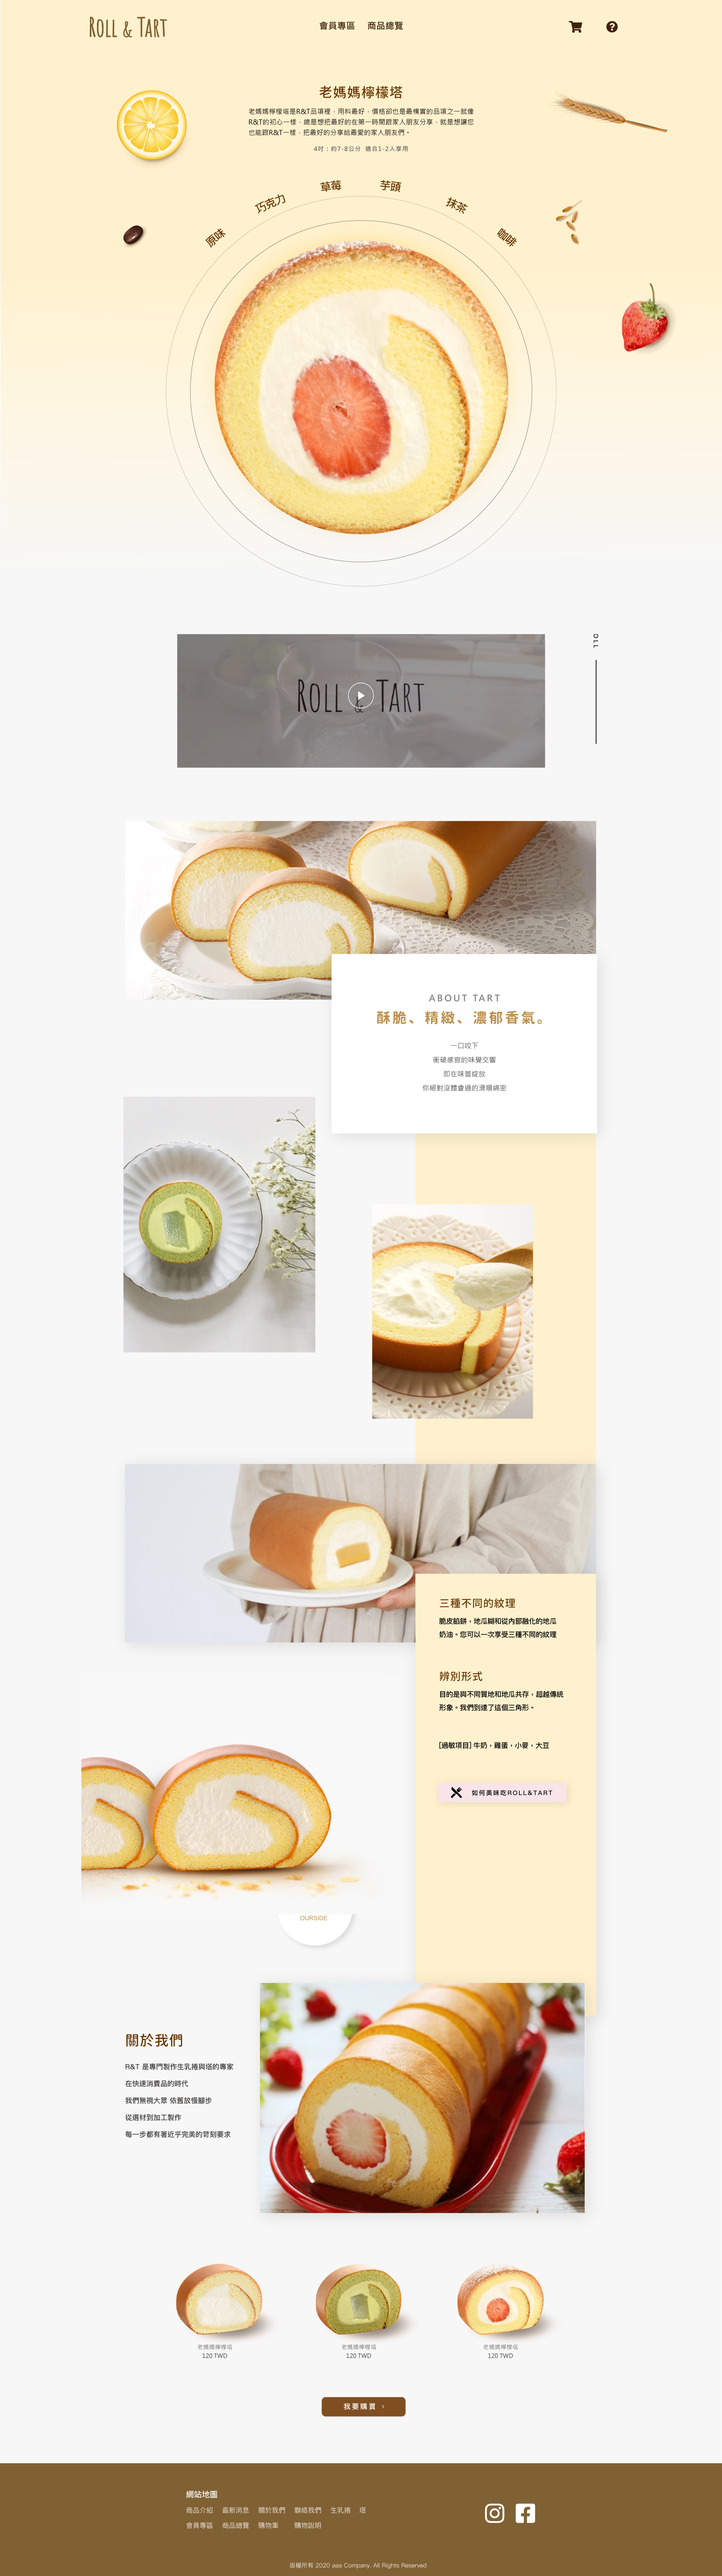 ROLL & TART
會員專區 商品總覽
老媽媽檸檬塔
老媽媽檸檬塔是R&T品項裡，用料最好，價格卻也是最樸實的品項之一就像
R&T的初心一樣，總是想把最好的在第一時間跟家人朋友分享，就是想讓您
也能跟R&T一樣，把最好的分享給最愛的家人朋友們。
4吋：約7-8公分 適合1-2人享用
原味
巧克力
草莓
芋頭
抹茶
咖啡
OLL
ROLL & TART
ABOUT TART
酥脆、精緻、濃郁香氣。
一口咬下
衝破感官的味覺交響
即在味蕾綻放
你絕對沒體會過的滑順綿密
三種不同的紋理
脆皮餡餅，地瓜糊和從內部融化的地瓜
奶油。您可以一次享受三種不同的紋理
辨別形式
目的是與不同質地和地瓜共存，超越傳統
形象。我們到達了這個三角形。
[過敏項目] 牛奶，雞蛋，小麥，大豆
如何美味吃ROLL&TART
OURSIDE
關於我們
R&T 是專門製作生乳捲與塔的專家
在快速消費品的時代
我們無視大眾 依舊放慢腳步
從選材到加工製作
每一步都有著近乎完美的苛刻要求
老媽媽檸檬塔
120 TWD
老媽媽檸檬塔
120 TWD
老媽媽檸檬塔
120 TWD
我要購買 ›
網站地圖
商品介紹 最新消息 關於我們 聯絡我們 生乳捲 塔
會員專區 商品總覽 購物車 購物說明
版權所有 2020 aaa Company. All Rights Reserved